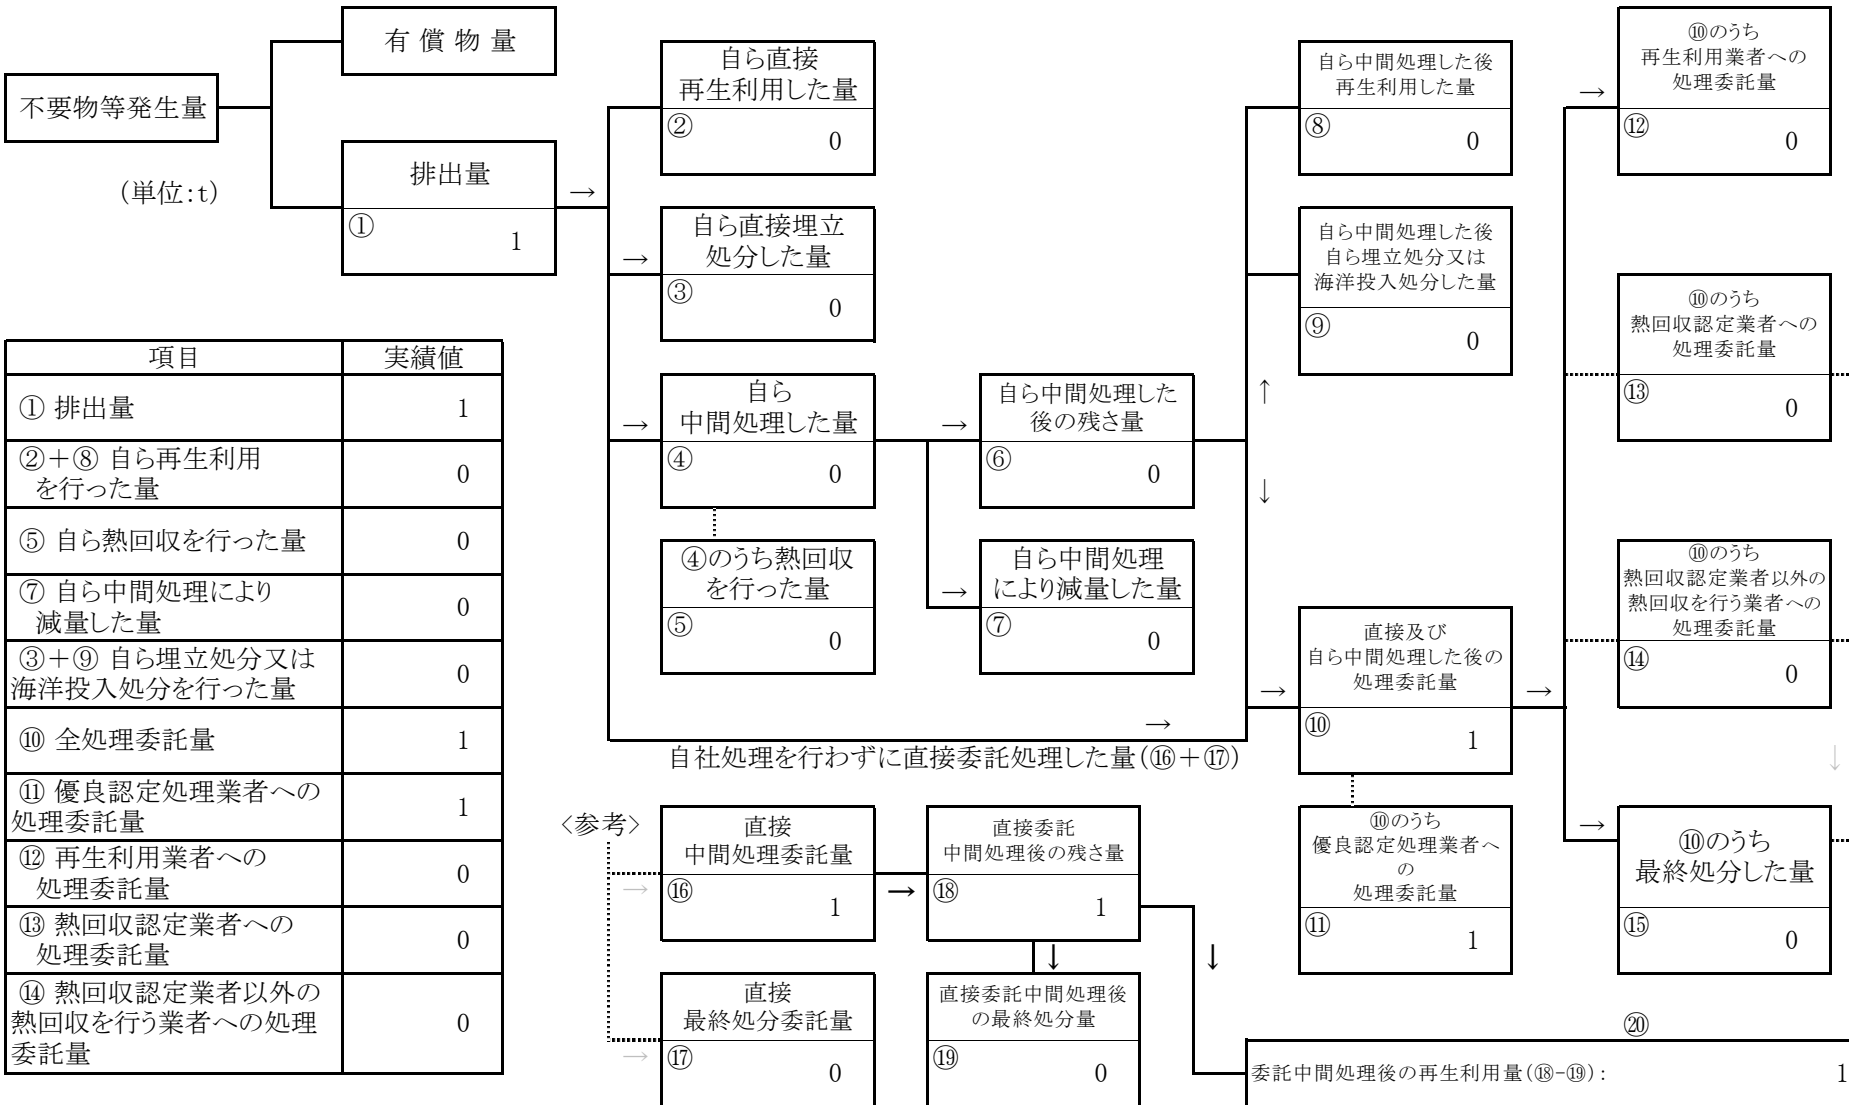 不要物等発生量
(単位:t)
有 償 物 量
排出量
①
1
→
自ら直接
再生利用した量
②
0
→
自ら直接埋立
処分した量
③
0
→
自ら
中間処理した量
④
0
④のうち熱回収
を行った量
⑤
0
→
自ら中間処理した
後の残さ量
⑥
0
→
自ら中間処理
により減量した量
⑦
0
↑
↓
自ら中間処理した後
再生利用した量
⑧
0
自ら中間処理した後
自ら埋立処分又は
海洋投入処分した量
⑨
0
→
自社処理を行わずに直接委託処理した量(⑯+⑰)
→
直接及び
自ら中間処理した後の
処理委託量
⑩
1
⑩のうち
優良認定処理業者へ
の
処理委託量
⑪
1
→
→
⑩のうち
再生利用業者への
処理委託量
⑫
0
⑩のうち
熱回収認定業者への
処理委託量
⑬
0
⑩のうち
熱回収認定業者以外の
熱回収を行う業者への
処理委託量
⑭
0
↓
→
⑩のうち
最終処分した量
⑮
0
項目 実績値
① 排出量 1
②+⑧ 自ら再生利用
を行った量 0
⑤ 自ら熱回収を行った量 0
⑦ 自ら中間処理により
減量した量 0
③+⑨ 自ら埋立処分又は
海洋投入処分を行った量 0
⑩ 全処理委託量 1
⑪ 優良認定処理業者への
処理委託量 1
⑫ 再生利用業者への
処理委託量 0
⑬ 熱回収認定業者への
処理委託量 0
⑭ 熱回収認定業者以外の
熱回収を行う業者への処理
委託量 0
〈参考〉
→
直接
中間処理委託量
⑯
1
→
直接委託
中間処理後の残さ量
⑱
1
↓
↓
→
直接
最終処分委託量
⑰
0
直接委託中間処理後
の最終処分量
⑲
0
⑳
委託中間処理後の再生利用量(⑱-⑲): 1